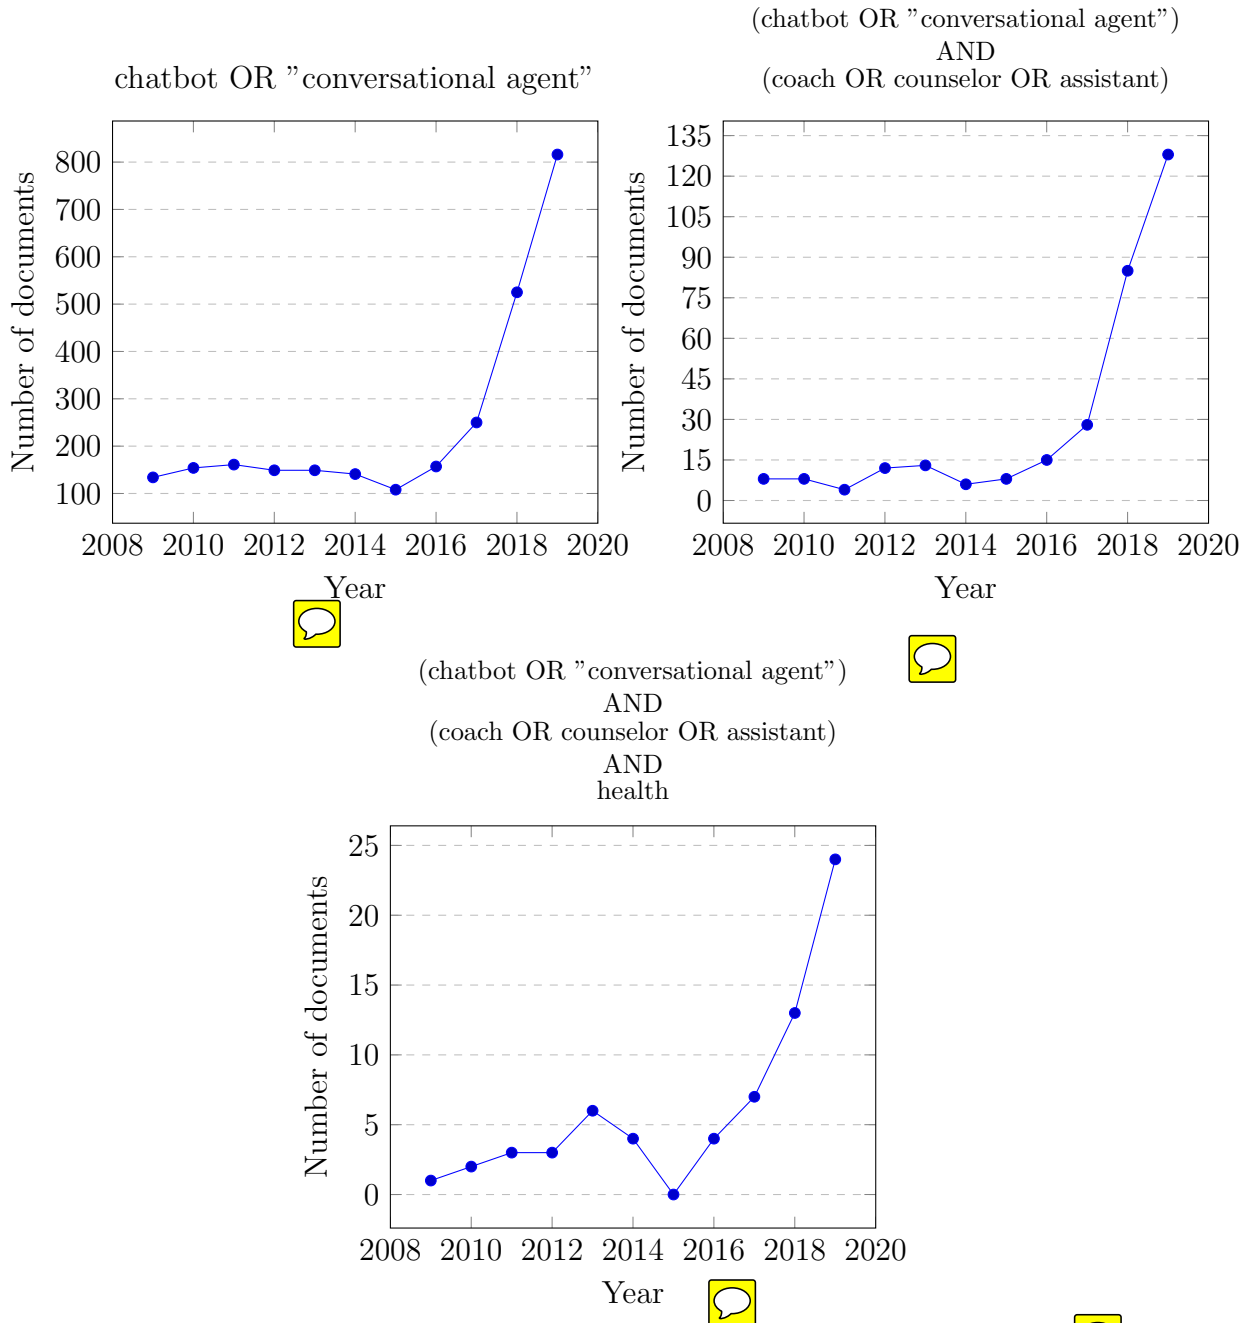 chatbot OR ”conversational agent”
800
700
600
500
400
300
200
100
Number of documents
2008 2010 2012 2014 2016 2018 2020
Year
(chatbot OR ”conversational agent”)
AND
(coach OR counselor OR assistant)
135
120
105
90
75
60
45
30
15
0
Number of documents
2008 2010 2012 2014 2016 2018 2020
Year
(chatbot OR ”conversational agent”)
AND
(coach OR counselor OR assistant)
AND
health
25
20
15
10
5
0
Number of documents
2008 2010 2012 2014 2016 2018 2020
Year